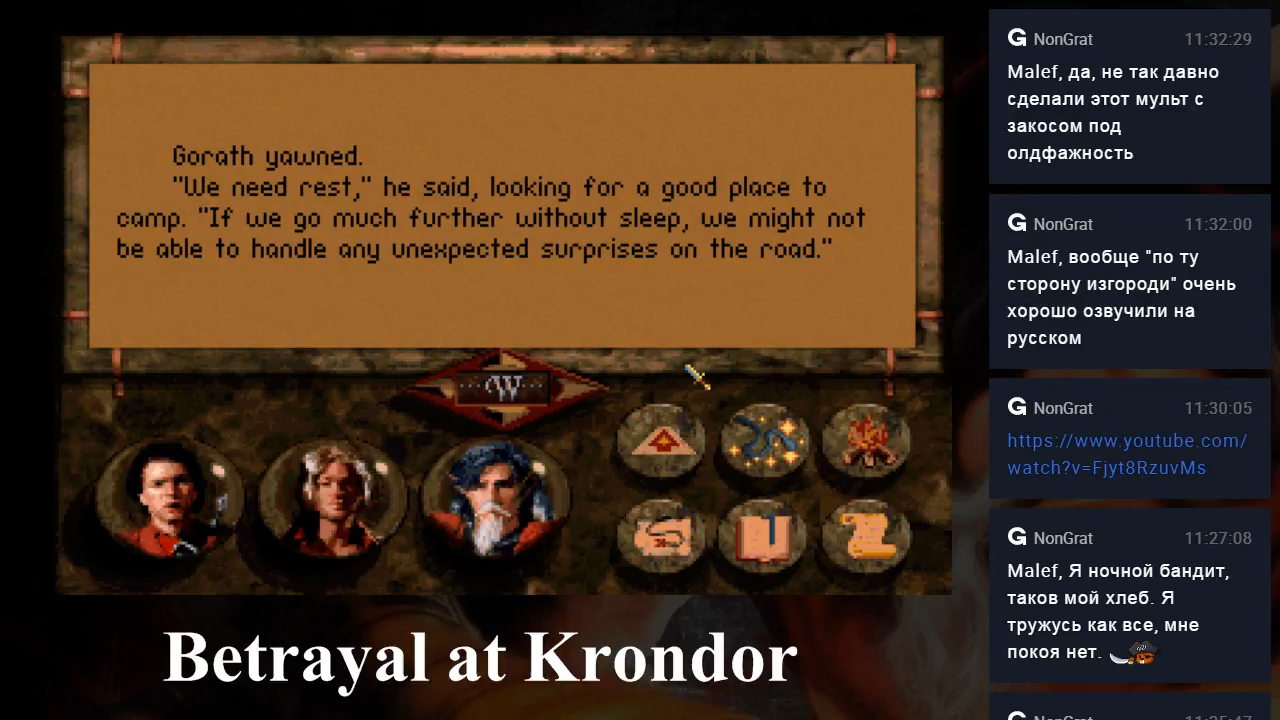 Gorath yawned.
"We need rest," he said, looking for a good place to
camp. "If we go much further without sleep, we might not
be able to handle any unexpected surprises on the road."
W
Betrayal at Krondor
NonGrat 11:32:29
Malef, да, не так давно
сделали этот мульт с
закосом под
олдфажность
NonGrat 11:32:00
Malef, вообще "по ту
сторону изгороди" очень
хорошо озвучили на
русском
NonGrat 11:30:05
https://www.youtube.com/
watch?v=Fjyt8RzuvMs
NonGrat 11:27:08
Malef, Я ночной бандит,
таков мой хлеб. Я
тружусь как все, мне
покоя нет.